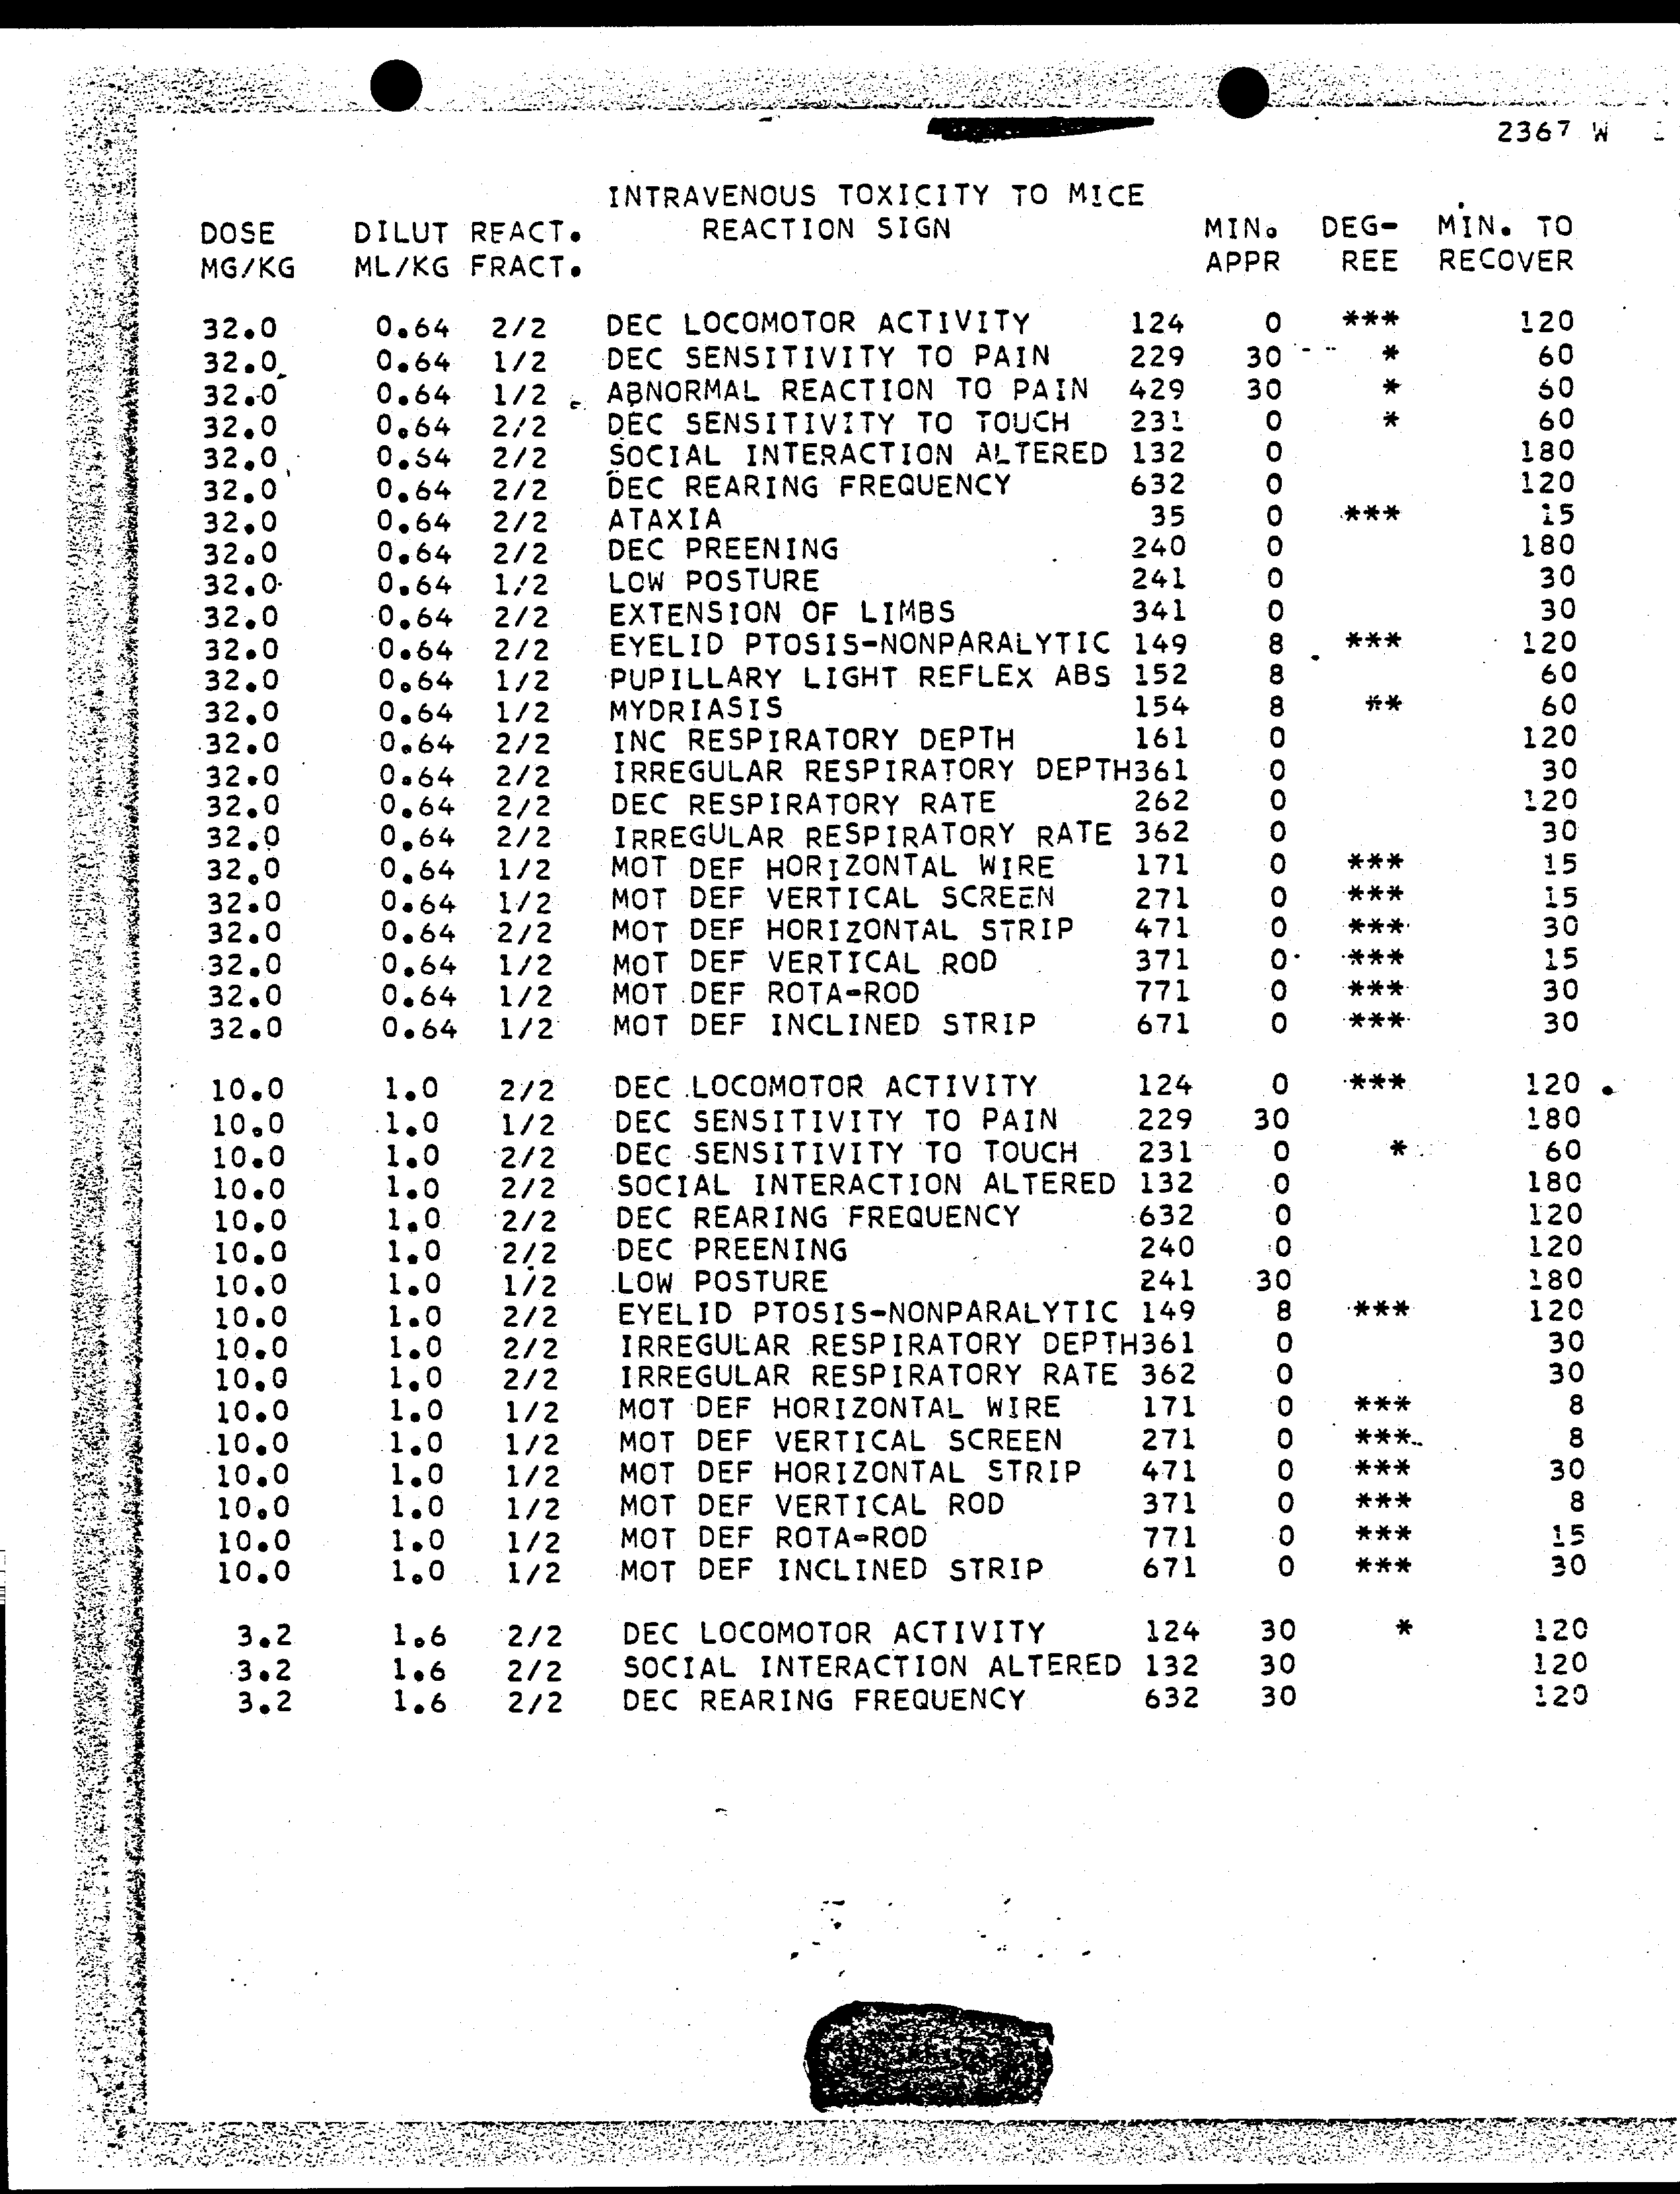 2367 W
INTRAVENOUS TOXICITY TO MICE
DOSE DILUT REACT. REACTION SIGN MIN. DEG- MIN. TO
MG/KG ML/KG FRACT. APPR REE RECOVER
32.0 0.64 2/2 DEC LOCOMOTOR ACTIVITY 124 0 *** 120
32.0 0.64 1/2 DEC SENSITIVITY TO PAIN 229 30 * 60
32.0 0.64 1/2 ABNORMAL REACTION TO PAIN 429 30 * 60
32.0 0.64 2/2 DEC SENSITIVITY TO TOUCH 231 0 * 60
32.0 0.64 2/2 SOCIAL INTERACTION ALTERED 132 0 180
32.0 0.64 2/2 DEC REARING FREQUENCY 632 0 120
32.0 0.64 2/2 ATAXIA 35 0 *** 15
32.0 0.64 2/2 DEC PREENING 240 0 180
32.0 0.64 1/2 LOW POSTURE 241 0 30
32.0 0.64 2/2 EXTENSION OF LIMBS 341 0 30
32.0 0.64 2/2 EYELID PTOSIS-NONPARALYTIC 149 8 *** 120
32.0 0.64 1/2 PUPILLARY LIGHT REFLEX ABS 152 8 60
32.0 0.64 1/2 MYDRIASIS 154 8 ** 60
32.0 0.64 2/2 INC RESPIRATORY DEPTH 161 0 120
32.0 0.64 2/2 IRREGULAR RESPIRATORY DEPTH361 0 30
32.0 0.64 2/2 DEC RESPIRATORY RATE 262 0 120
32.0 0.64 2/2 IRREGULAR RESPIRATORY RATE 362 0 30
32.0 0.64 1/2 MOT DEF HORIZONTAL WIRE 171 0 *** 15
32.0 0.64 1/2 MOT DEF VERTICAL SCREEN 271 0 *** 15
32.0 0.64 2/2 MOT DEF HORIZONTAL STRIP 471 0 *** 30
32.0 0.64 1/2 MOT DEF VERTICAL ROD 371 0 *** 15
32.0 0.64 1/2 MOT DEF ROTA-ROD 771 0 *** 30
32.0 0.64 1/2 MOT DEF INCLINED STRIP 671 0 *** 30
10.0 1.0 2/2 DEC LOCOMOTOR ACTIVITY 124 0 *** 120
10.0 1.0 1/2 DEC SENSITIVITY TO PAIN 229 30 180
10.0 1.0 2/2 DEC SENSITIVITY TO TOUCH 231 0 * 60
10.0 1.0 2/2 SOCIAL INTERACTION ALTERED 132 0 180
10.0 1.0 2/2 DEC REARING FREQUENCY 632 0 120
10.0 1.0 2/2 DEC PREENING 240 0 120
10.0 1.0 1/2 LOW POSTURE 241 30 180
10.0 1.0 2/2 EYELID PTOSIS-NONPARALYTIC 149 8 *** 120
10.0 1.0 2/2 IRREGULAR RESPIRATORY DEPTH361 0 30
10.0 1.0 2/2 IRREGULAR RESPIRATORY RATE 362 0 30
10.0 1.0 1/2 MOT DEF HORIZONTAL WIRE 171 0 *** 8
10.0 1.0 1/2 MOT DEF VERTICAL SCREEN 271 0 *** 8
10.0 1.0 1/2 MOT DEF HORIZONTAL STRIP 471 0 *** 30
10.0 1.0 1/2 MOT DEF VERTICAL ROD 371 0 *** 8
10.0 1.0 1/2 MOT DEF ROTA-ROD 771 0 *** 15
10.0 1.0 1/2 MOT DEF INCLINED STRIP 671 0 *** 30
3.2 1.6 2/2 DEC LOCOMOTOR ACTIVITY 124 30 * 120
3.2 1.6 2/2 SOCIAL INTERACTION ALTERED 132 30 120
3.2 1.6 2/2 DEC REARING FREQUENCY 632 30 120